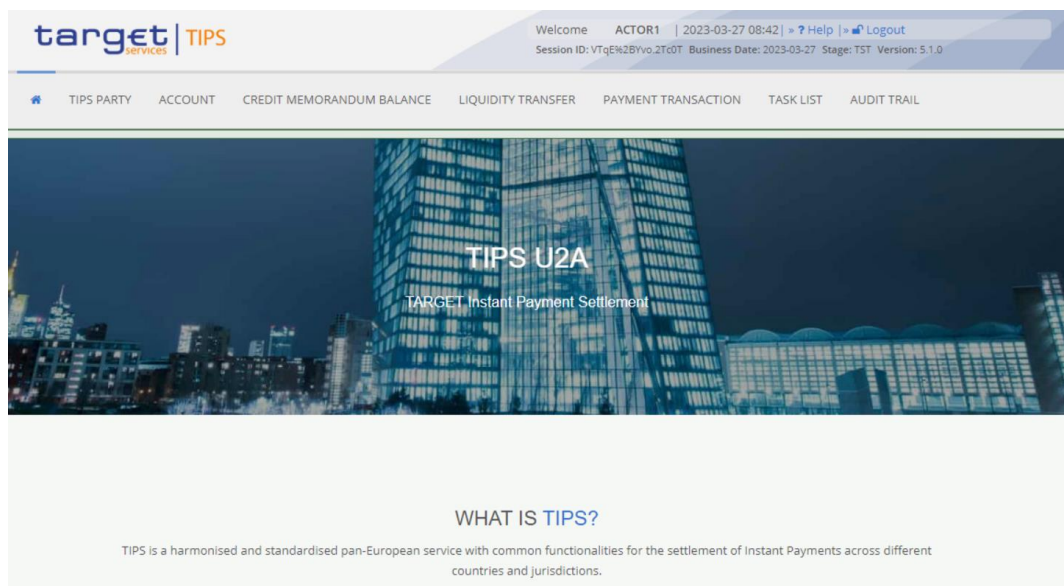 target
services
TIPS
Welcome ACTOR1 | 2023-03-27 08:42| » ? Help |» Logout
Session ID: VTqE%2BYvo.2Tc0T Business Date: 2023-03-27 Stage: TST Version: 5.1.0
TIPS PARTY ACCOUNT CREDIT MEMORANDUM BALANCE LIQUIDITY TRANSFER PAYMENT TRANSACTION TASK LIST AUDIT TRAIL
TIPS U2A
TARGET Instant Payment Settlement
WHAT IS TIPS?
TIPS is a harmonised and standardised pan-European service with common functionalities for the settlement of Instant Payments across different
countries and jurisdictions.